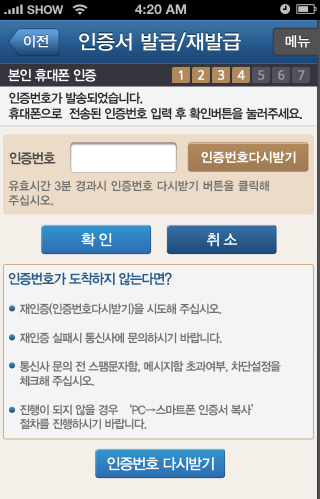 SHOW 4:20 AM
이전 인증서 발급/재발급 메뉴
본인 휴대폰 인증 1 2 3 4 5 6 7
인증번호가 발송되었습니다.
휴대폰으로 전송된 인증번호 입력 후 확인버튼을 눌러주세요.
인증번호 인증번호다시받기
유효시간 3분 경과시 인증번호 다시받기 버튼을 클릭해
주십시오.
확 인 취 소
인증번호가 도착하지 않는다면?
재인증(인증번호다시받기)을 시도해 주십시오.
재인증 실패시 통신사에 문의하시기 바랍니다.
통신사 문의 전 스팸문자함, 메시지함 초과여부, 차단설정을
체크해 주십시오.
진행이 되지 않을 경우 ‘PC→스마트폰 인증서 복사’
절차를 진행하시기 바랍니다.
인증번호 다시받기